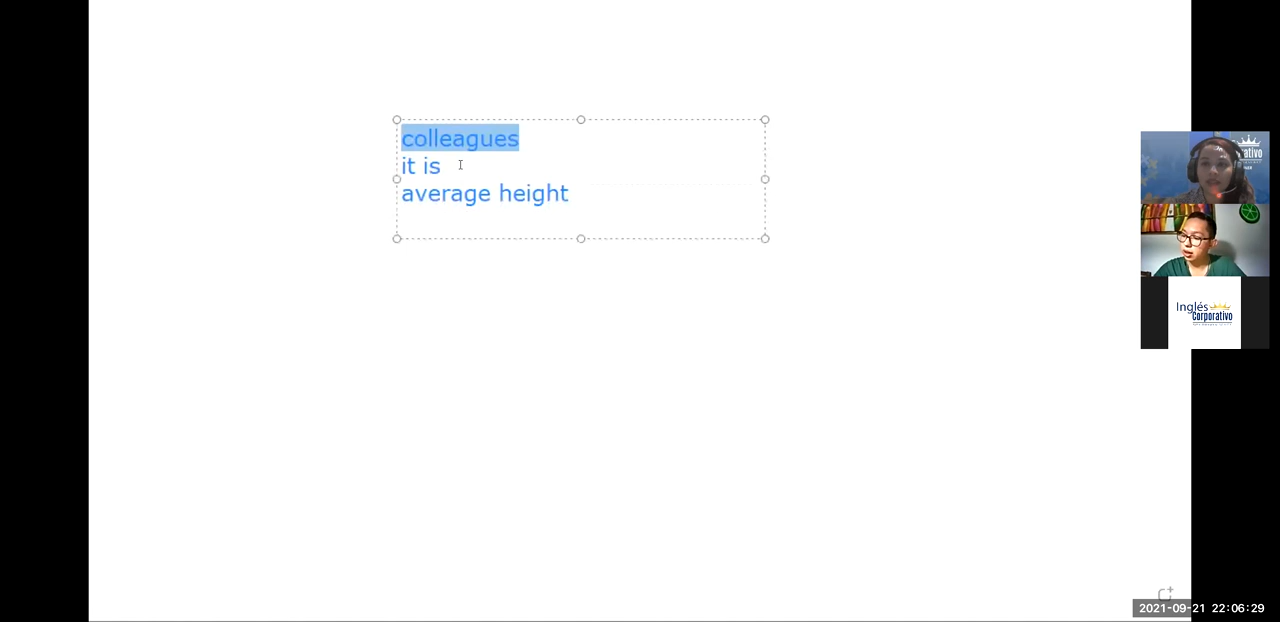 colleagues
it is
average height
Inglés
Corporativo
2021-09-21 22:06:29